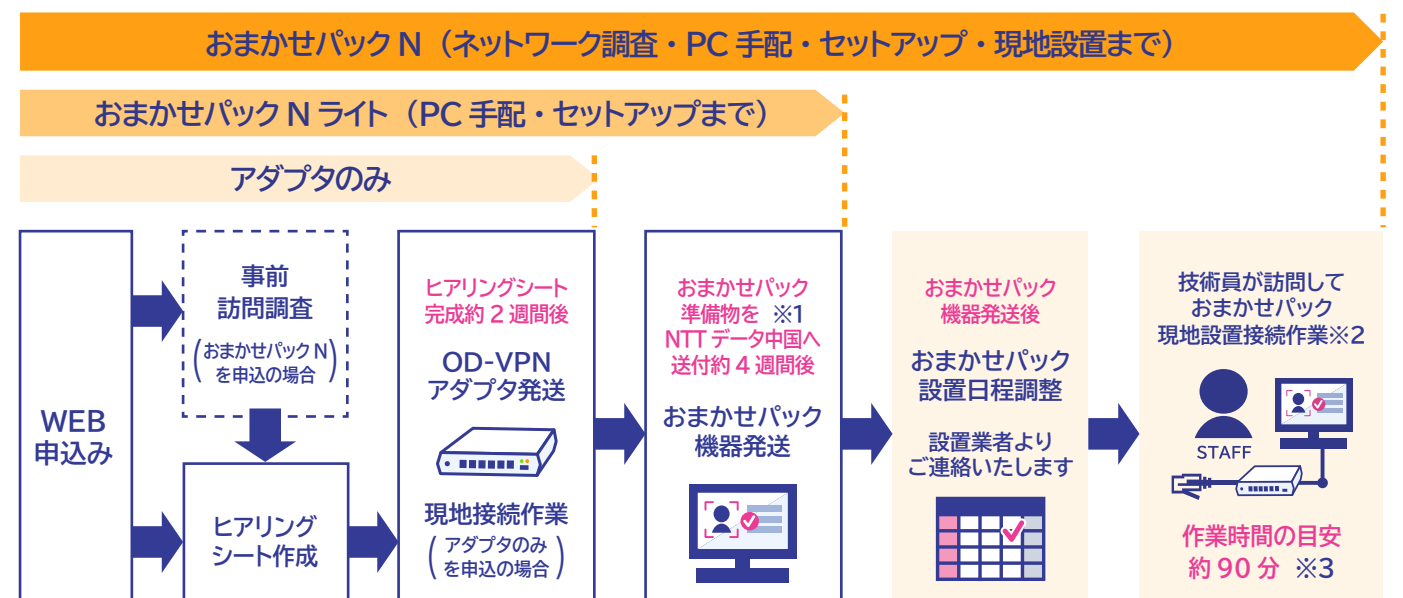 おまかせパック N（ネットワーク調査・PC 手配・セットアップ・現地設置まで）
おまかせパック N ライト（PC 手配・セットアップまで）
アダプタのみ
WEB
申込み
事前
訪問調査
（おまかせパック N
を申込の場合）
ヒアリング
シート作成
ヒアリングシート
完成約 2 週間後
OD-VPN
アダプタ発送
現地接続作業
（アダプタのみ
を申込の場合）
おまかせパック
準備物を ※1
NTT データ中国へ
送付約 4 週間後
おまかせパック
機器発送
おまかせパック
機器発送後
おまかせパック
設置日程調整
設置業者より
ご連絡いたします
技術員が訪問して
おまかせパック
現地設置接続作業※2
STAFF
作業時間の目安
約 90 分 ※3